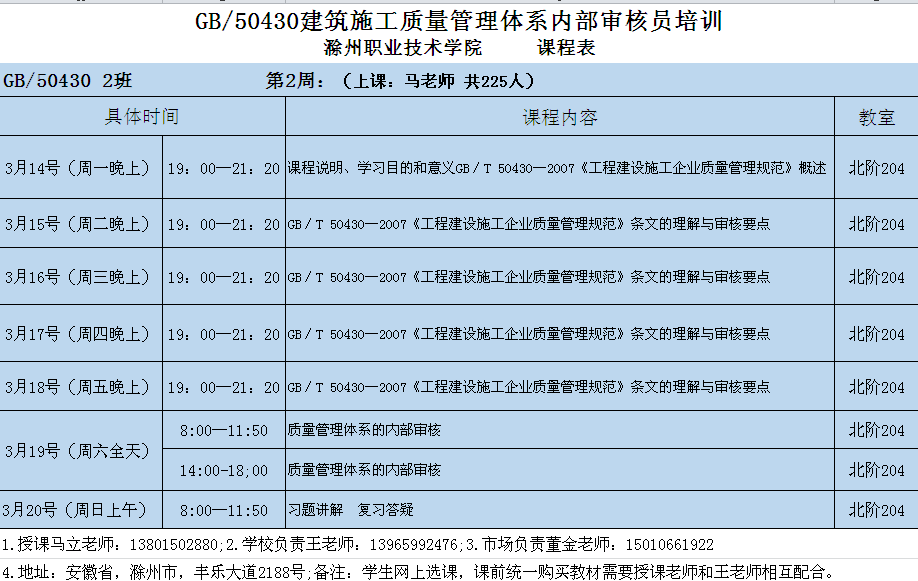 GB/50430建筑施工质量管理体系内部审核员培训
滁州职业技术学院 课程表
GB/50430 2班 第2周：（上课：马老师 共225人）
具体时间 课程内容 教室
3月14号（周一晚上） 19：00—21：20 课程说明、学习目的和意义GB／T 50430—2007《工程建设施工企业质量管理规范》概述 北阶204
3月15号（周二晚上） 19：00—21：20 GB／T 50430—2007《工程建设施工企业质量管理规范》条文的理解与审核要点 北阶204
3月16号（周三晚上） 19：00—21：20 GB／T 50430—2007《工程建设施工企业质量管理规范》条文的理解与审核要点 北阶204
3月17号（周四晚上） 19：00—21：20 GB／T 50430—2007《工程建设施工企业质量管理规范》条文的理解与审核要点 北阶204
3月18号（周五晚上） 19：00—21：20 GB／T 50430—2007《工程建设施工企业质量管理规范》条文的理解与审核要点 北阶204
3月19号（周六全天） 8:00—11:50 质量管理体系的内部审核 北阶204
14:00-18;00 质量管理体系的内部审核 北阶204
3月20号（周日上午） 8:00—11:50 习题讲解 复习答疑 北阶204
1.授课马立老师：13801502880;2.学校负责王老师：13965992476;3.市场负责董金老师：15010661922
4.地址：安徽省，滁州市，丰乐大道2188号;备注：学生网上选课，课前统一购买教材需要授课老师和王老师相互配合。